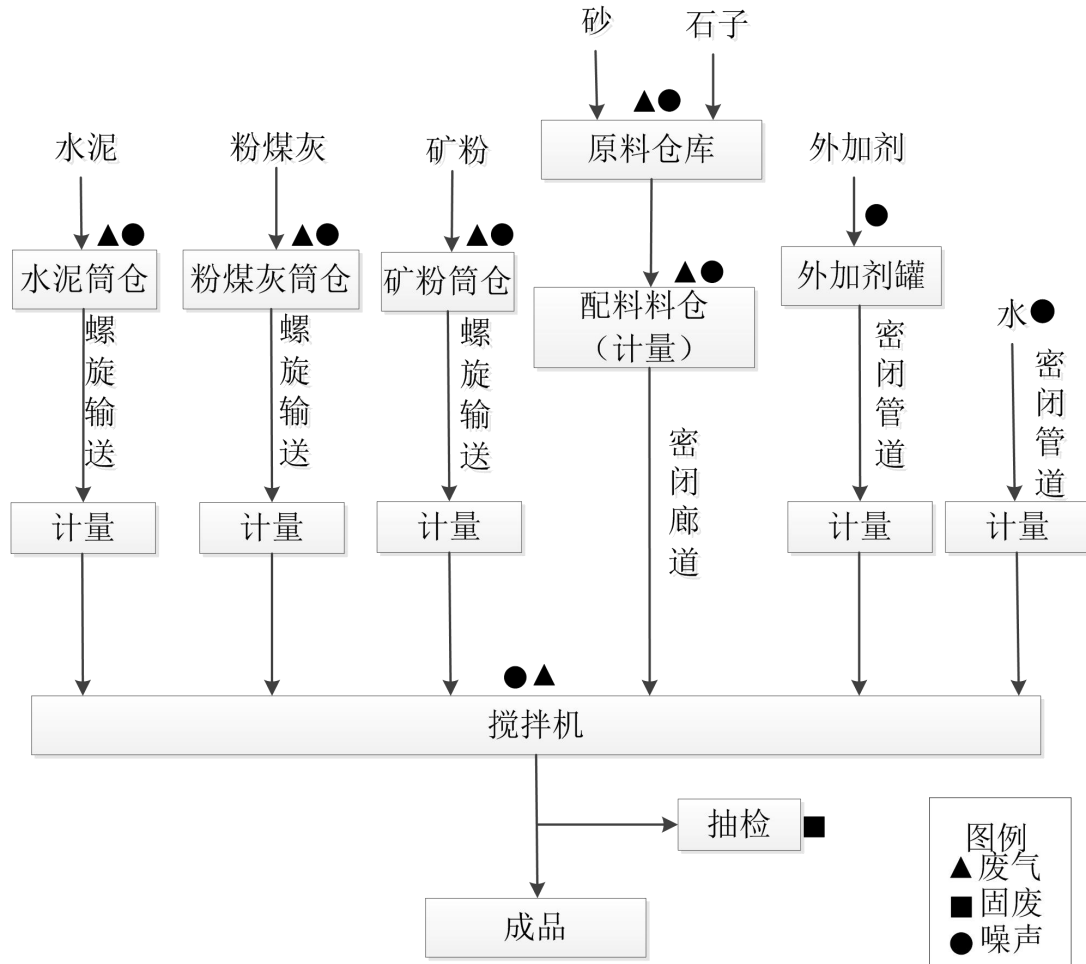 砂
石子
水泥
粉煤灰
矿粉
原料仓库
外加剂
水泥筒仓
粉煤灰筒仓
矿粉筒仓
配料料仓
（计量）
外加剂罐
水
螺旋输送
螺旋输送
螺旋输送
密闭廊道
密闭管道
密闭管道
计量
计量
计量
计量
计量
搅拌机
抽检
成品
图例
废气
固废
噪声